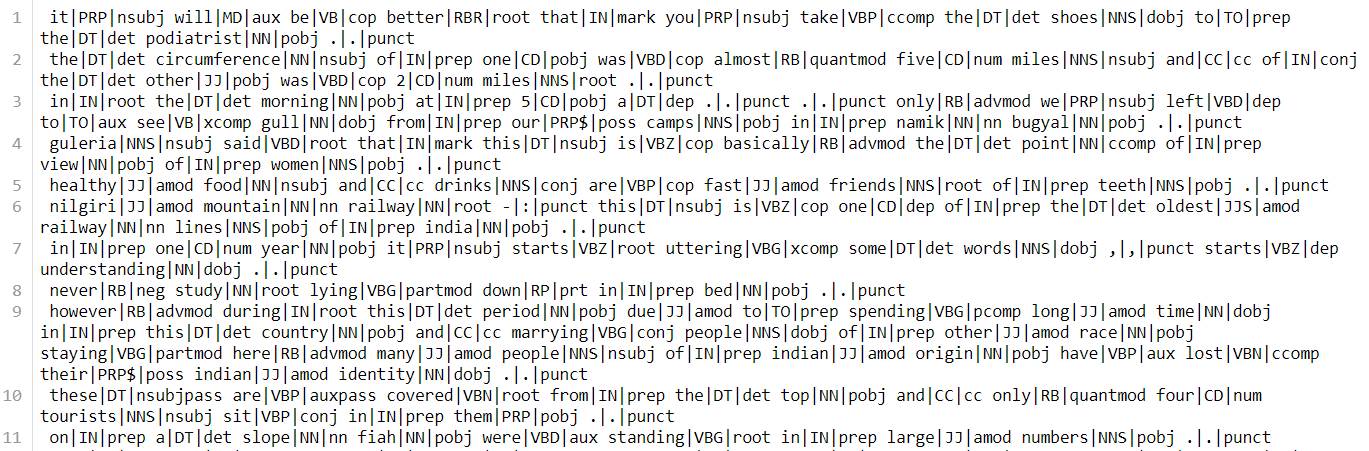 1 it|PRP|nsubj will|MD|aux be|VB|cop better|RBR|root that|IN|mark you|PRP|nsubj take|VBP|ccomp the|DT|det shoes|NNS|dobj to|TO|prep
the|DT|det podiatrist|NN|pobj .|.|punct
2 the|DT|det circumference|NN|nsubj of|IN|prep one|CD|pobj was|VBD|cop almost|RB|quantmod five|CD|num miles|NNS|nsubj and|CC|cc of|IN|conj
the|DT|det other|JJ|pobj was|VBD|cop 2|CD|num miles|NNS|root .|.|punct
3 in|IN|root the|DT|det morning|NN|pobj at|IN|prep 5|CD|pobj a|DT|dep .|.|punct .|.|punct only|RB|advmod we|PRP|nsubj left|VBD|dep
to|TO|aux see|VB|xcomp gull|NN|dobj from|IN|prep our|PRP$|poss camps|NNS|pobj in|IN|prep namik|NN|nn bugyal|NN|pobj .|.|punct
4 guleria|NNS|nsubj said|VBD|root that|IN|mark this|DT|nsubj is|VBZ|cop basically|RB|advmod the|DT|det point|NN|ccomp of|IN|prep
view|NN|pobj of|IN|prep women|NNS|pobj .|.|punct
5 healthy|JJ|amod food|NN|nsubj and|CC|cc drinks|NNS|conj are|VBP|cop fast|JJ|amod friends|NNS|root of|IN|prep teeth|NNS|pobj .|.|punct
6 nilgiri|JJ|amod mountain|NN|nn railway|NN|root -|:|punct this|DT|nsubj is|VBZ|cop one|CD|dep of|IN|prep the|DT|det oldest|JJS|amod
railway|NN|nn lines|NNS|pobj of|IN|prep india|NN|pobj .|.|punct
7 in|IN|prep one|CD|num year|NN|pobj it|PRP|nsubj starts|VBZ|root uttering|VBG|xcomp some|DT|det words|NNS|dobj ,|,|punct starts|VBZ|dep
understanding|NN|dobj .|.|punct
8 never|RB|neg study|NN|root lying|VBG|partmod down|RP|prt in|IN|prep bed|NN|pobj .|.|punct
9 however|RB|advmod during|IN|root this|DT|det period|NN|pobj due|JJ|amod to|TO|prep spending|VBG|pcomp long|JJ|amod time|NN|dobj
in|IN|prep this|DT|det country|NN|pobj and|CC|cc marrying|VBG|conj people|NNS|dobj of|IN|prep other|JJ|amod race|NN|pobj
staying|VBG|partmod here|RB|advmod many|JJ|amod people|NNS|nsubj of|IN|prep indian|JJ|amod origin|NN|pobj have|VBP|aux lost|VBN|ccomp
their|PRP$|poss indian|JJ|amod identity|NN|dobj .|.|punct
10 these|DT|nsubjpass are|VBP|auxpass covered|VBN|root from|IN|prep the|DT|det top|NN|pobj and|CC|cc only|RB|quantmod four|CD|num
tourists|NNS|nsubj sit|VBP|conj in|IN|prep them|PRP|pobj .|.|punct
11 on|IN|prep a|DT|det slope|NN|nn fiah|NN|pobj were|VBD|aux standing|VBG|root in|IN|prep large|JJ|amod numbers|NNS|pobj .|.|punct